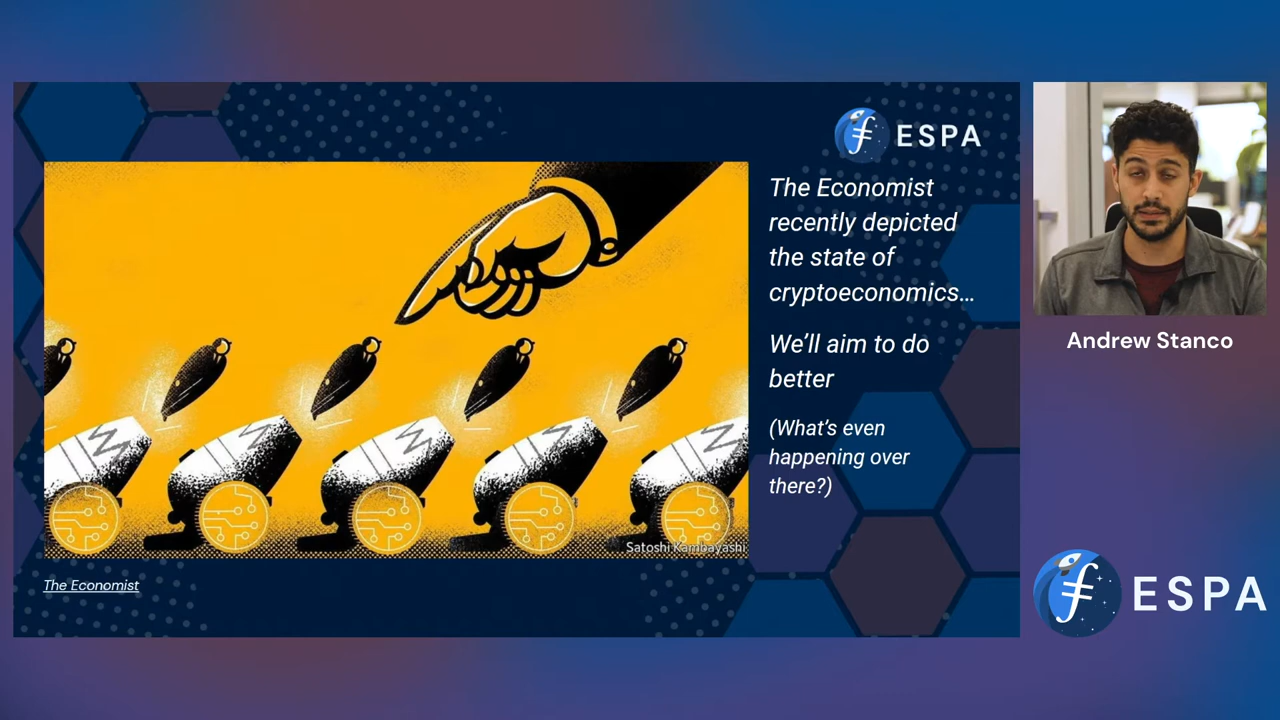 ESPA
The Economist
recently depicted
the state of
cryptoeconomics…
We’ll aim to do
better
(What’s even
happening over
there?)
Satoshi Kambayashi
The Economist
Andrew Stanco
ESPA